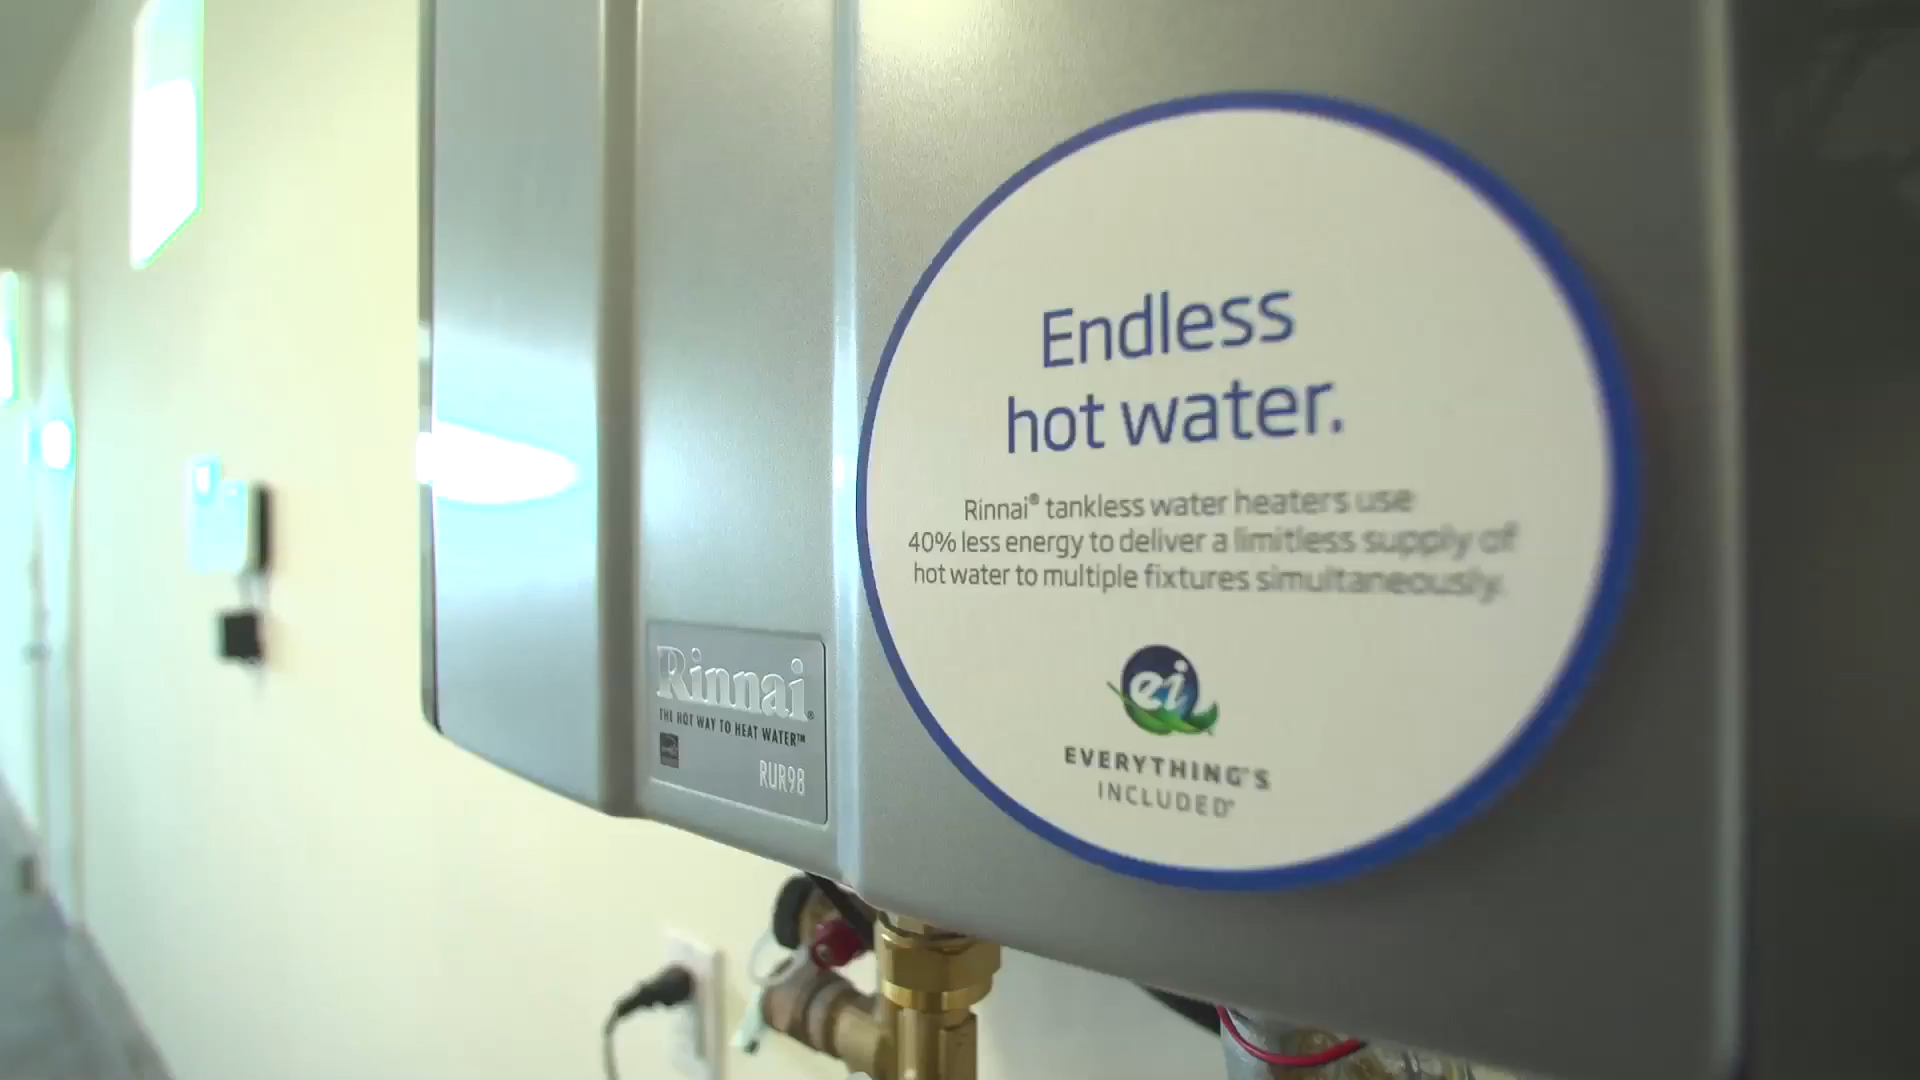 Endless
hot water.
Rinnai® tankless water heaters use
40% less energy to deliver a limitless supply of
hot water to multiple fixtures simultaneously.
ei
EVERYTHING'S
INCLUDED®
Rinnai®
THE HOT WAY TO HEAT WATER™
RUR98